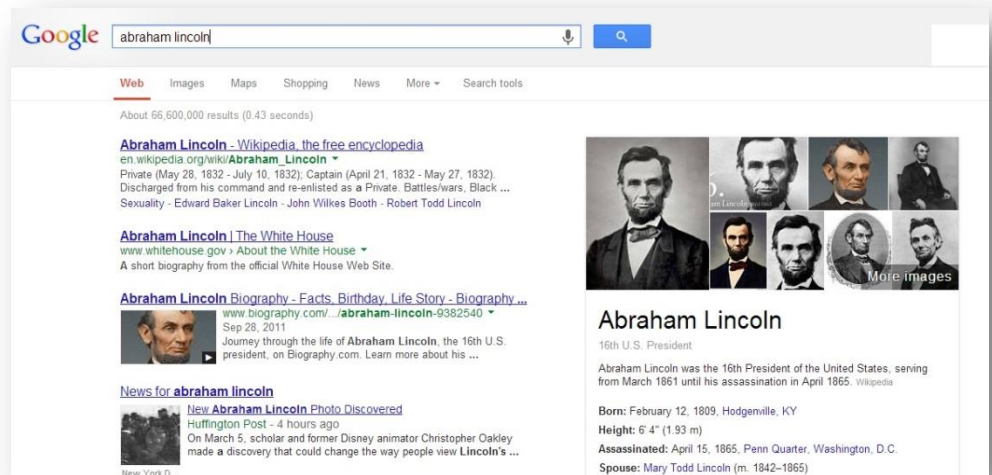 Google
abraham lincoln
Web Images Maps Shopping News More Search tools
About 66,600,000 results (0.43 seconds)
Abraham Lincoln - Wikipedia, the free encyclopedia
en.wikipedia.org/wiki/Abraham_Lincoln
Private (May 28, 1832 - July 10, 1832); Captain (April 21, 1832 - May 27, 1832).
Discharged from his command and re-enlisted as a Private. Battles/wars, Black ...
Sexuality - Edward Baker Lincoln - John Wilkes Booth - Robert Todd Lincoln
Abraham Lincoln | The White House
www.whitehouse.gov › About the White House
A short biography from the official White House Web Site.
Abraham Lincoln Biography - Facts, Birthday, Life Story - Biography ...
www.biography.com/.../abraham-lincoln-9382540
Sep 28, 2011
Journey through the life of Abraham Lincoln, the 16th U.S.
president, on Biography.com. Learn more about his ...
News for abraham lincoln
New Abraham Lincoln Photo Discovered
Huffington Post - 4 hours ago
On March 5, scholar and former Disney animator Christopher Oakley
made a discovery that could change the way people view Lincoln's ...
More images
Abraham Lincoln
16th U.S. President
Abraham Lincoln was the 16th President of the United States, serving
from March 1861 until his assassination in April 1865. Wikipedia
Born: February 12, 1809, Hodgenville, KY
Height: 6' 4" (1.93 m)
Assassinated: April 15, 1865, Penn Quarter, Washington, D.C.
Spouse: Mary Todd Lincoln (m. 1842–1865)